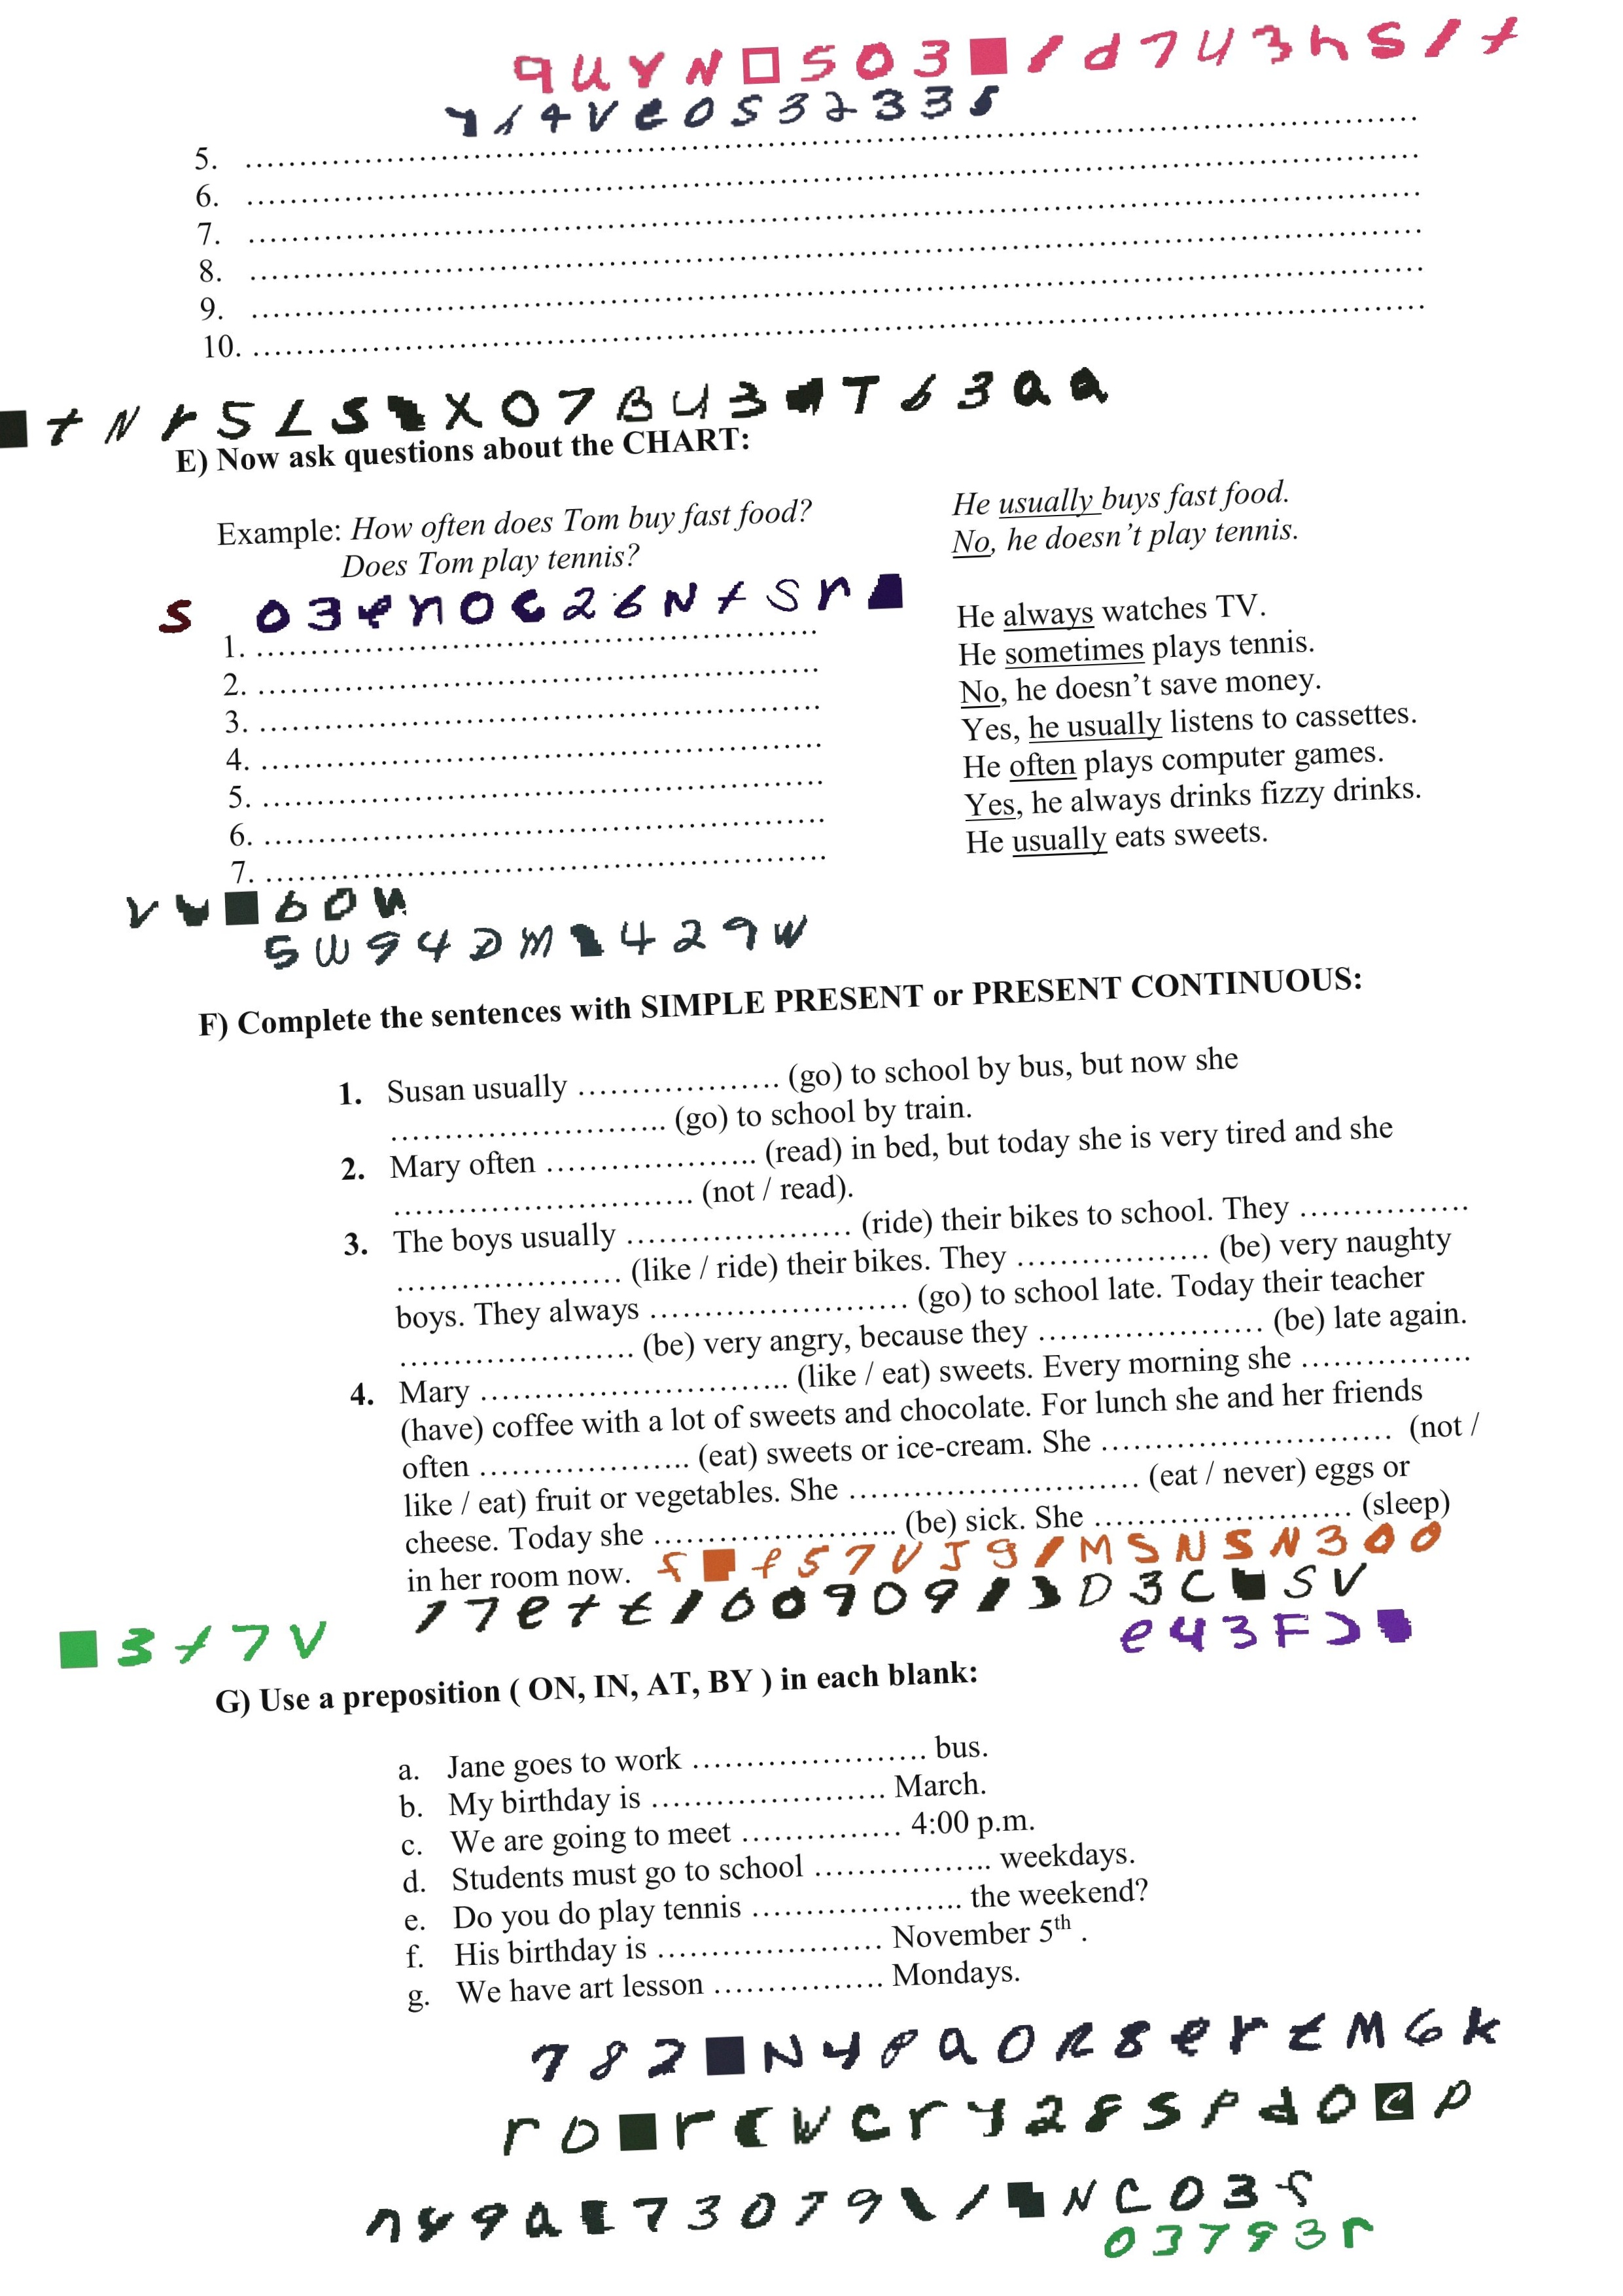 5. ........................................................................
6. ........................................................................
7. ........................................................................
8. ........................................................................
9. ........................................................................
10. ........................................................................
E) Now ask questions about the CHART:
Example: How often does Tom buy fast food? He usually buys fast food.
Does Tom play tennis? No, he doesn't play tennis.
1. .................................................. He always watches TV.
2. .................................................. He sometimes plays tennis.
3. .................................................. No, he doesn't save money.
4. .................................................. Yes, he usually listens to cassettes.
5. .................................................. He often plays computer games.
6. .................................................. Yes, he always drinks fizzy drinks.
7. .................................................. He usually eats sweets.
F) Complete the sentences with SIMPLE PRESENT or PRESENT CONTINUOUS:
1. Susan usually ................... (go) to school by bus, but now she
.......................... (go) to school by train.
2. Mary often .................... (read) in bed, but today she is very tired and she
............................ (not / read).
3. The boys usually ..................... (ride) their bikes to school. They ................
..................... (like / ride) their bikes. They .................. (be) very naughty
boys. They always ........................ (go) to school late. Today their teacher
...................... (be) very angry, because they ..................... (be) late again.
4. Mary ............................. (like / eat) sweets. Every morning she ................
(have) coffee with a lot of sweets and chocolate. For lunch she and her friends
often .................... (eat) sweets or ice-cream. She ........................... (not /
like / eat) fruit or vegetables. She ........................... (eat / never) eggs or
cheese. Today she ....................... (be) sick. She ........................ (sleep)
in her room now.
G) Use a preposition ( ON, IN, AT, BY ) in each blank:
a. Jane goes to work ...................... bus.
b. My birthday is ...................... March.
c. We are going to meet ............... 4:00 p.m.
d. Students must go to school ................. weekdays.
e. Do you do play tennis .................... the weekend?
f. His birthday is ..................... November 5th .
g. We have art lesson ................ Mondays.